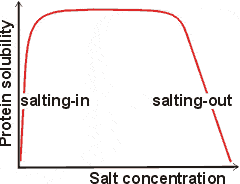 Protein solubility
salting-in
salting-out
Salt concentration